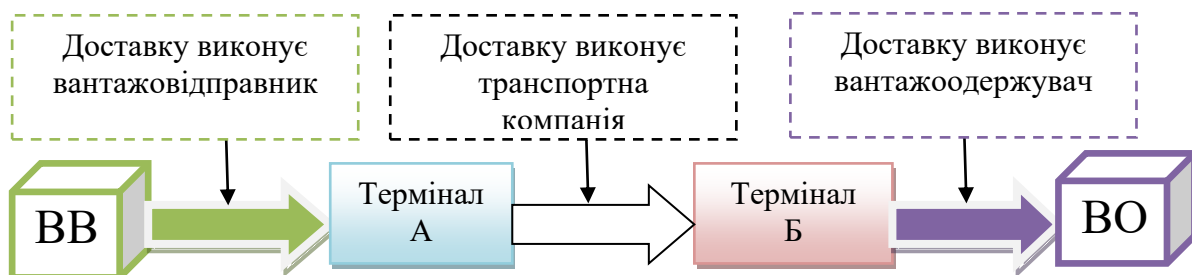 Доставку виконує
вантажовідправник
Доставку виконує
транспортна
компанія
Доставку виконує
вантажоодержувач
ВВ
Термінал
А
Термінал
Б
ВО